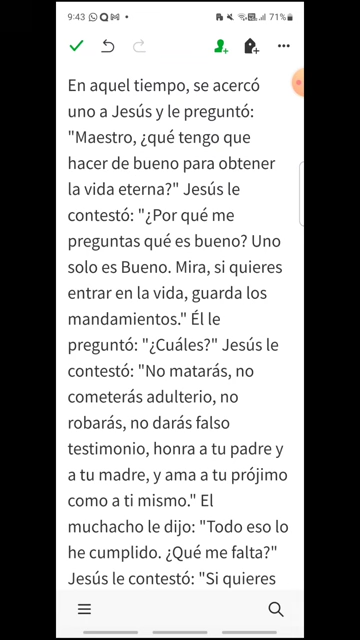 9:43
71%
En aquel tiempo, se acercó
uno a Jesús y le preguntó:
"Maestro, ¿qué tengo que
hacer de bueno para obtener
la vida eterna?" Jesús le
contestó: "¿Por qué me
preguntas qué es bueno? Uno
solo es Bueno. Mira, si quieres
entrar en la vida, guarda los
mandamientos." Él le
preguntó: "¿Cuáles?" Jesús le
contestó: "No matarás, no
cometerás adulterio, no
robarás, no darás falso
testimonio, honra a tu padre y
a tu madre, y ama a tu prójimo
como a ti mismo." El
muchacho le dijo: "Todo eso lo
he cumplido. ¿Qué me falta?"
Jesús le contestó: "Si quieres